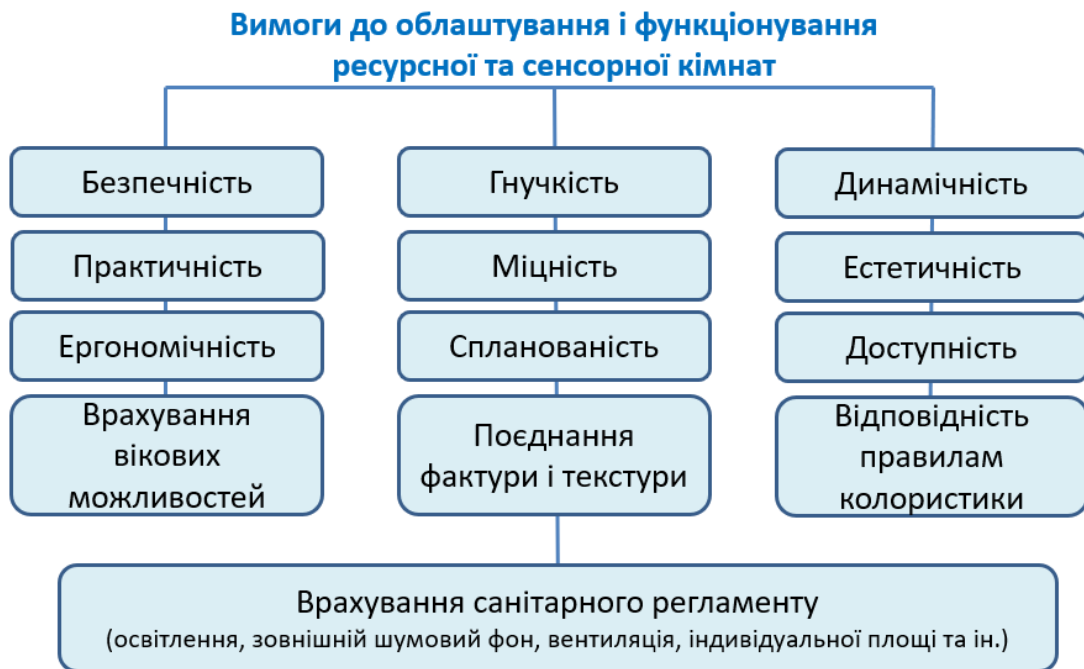 Вимоги до облаштування і функціонування
ресурсної та сенсорної кімнат
Безпечність
Гнучкість
Динамічність
Практичність
Міцність
Естетичність
Ергономічність
Спланованість
Доступність
Врахування
вікових
можливостей
Поєднання
фактури і текстури
Відповідність
правилам
колористики
Врахування санітарного регламенту
(освітлення, зовнішній шумовий фон, вентиляція, індивідуальної площі та ін.)